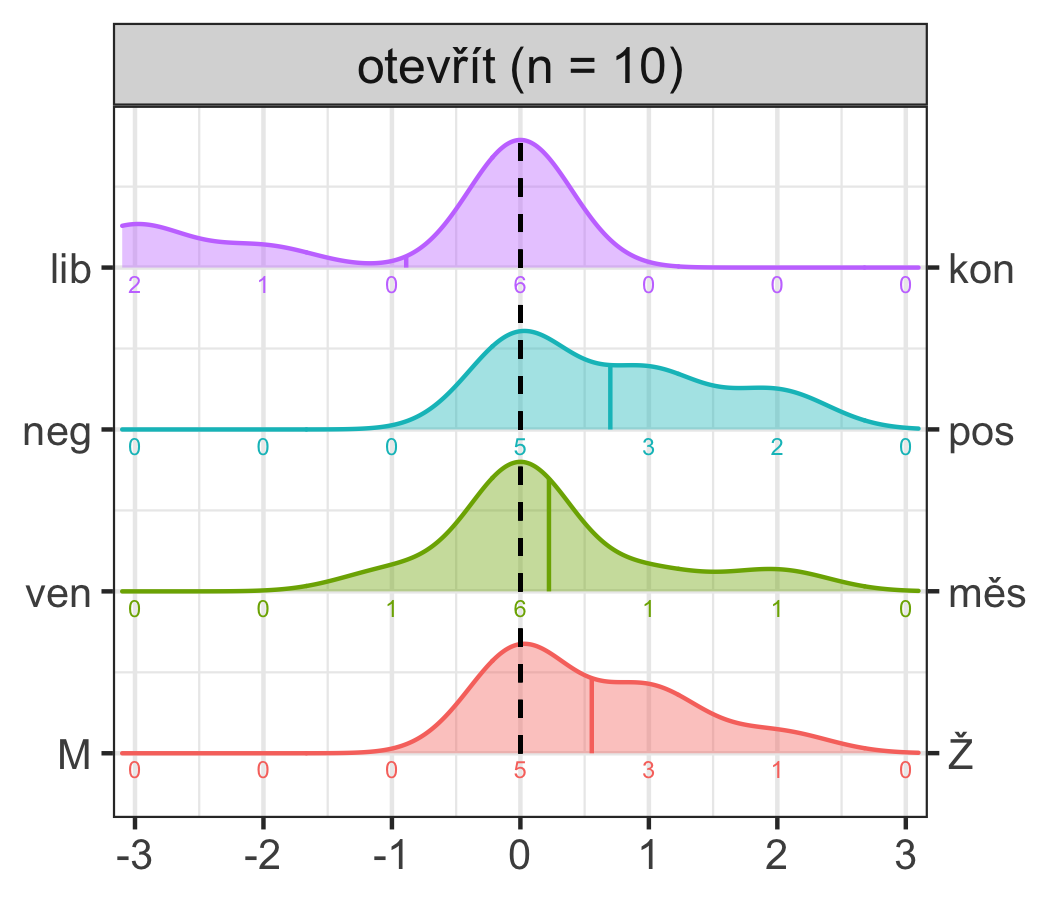 otevřít (n = 10)
lib kon
2 1 0 6 0 0 0
neg pos
0 0 0 5 3 2 0
ven měs
0 0 1 6 1 1 0
M Ž
0 0 0 5 3 1 0
-3 -2 -1 0 1 2 3